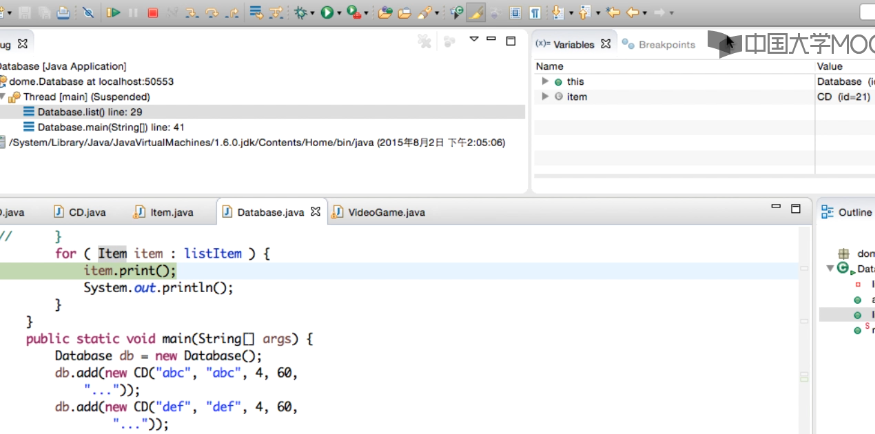 ug
Database [Java Application]
dome.Database at localhost:50553
Thread [main] (Suspended)
Database.list() line: 29
Database.main(String[]) line: 41
/System/Library/Java/JavaVirtualMachines/1.6.0.jdk/Contents/Home/bin/java (2015年8月2日 下午2:05:06)
(x)= Variables
Breakpoints
中国大学MOO
Name Value
this Database (i
item CD (id=21)
.java CD.java Item.java Database.java VideoGame.java
Outline
// }
for ( Item item : listItem ) {
item.print();
System.out.println();
}
}
public static void main(String[] args) {
Database db = new Database();
db.add(new CD("abc", "abc", 4, 60,
"..."));
db.add(new CD("def", "def", 4, 60,
"..."));
don
Data